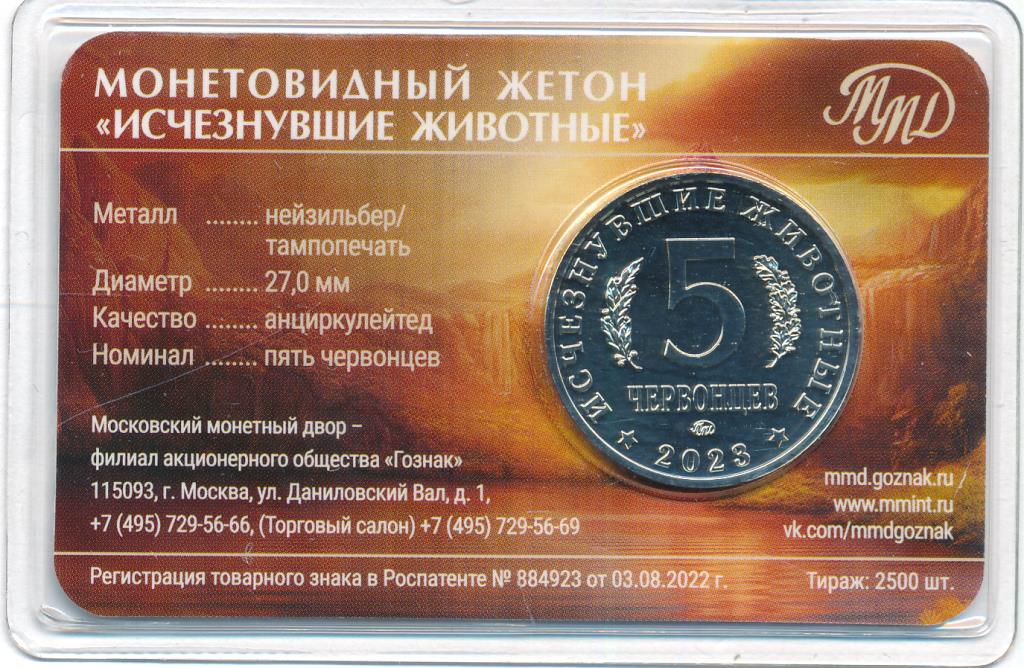 МОНЕТОВИДНЫЙ ЖЕТОН
«ИСЧЕЗНУВШИЕ ЖИВОТНЫЕ»
ММД
Металл ........ нейзильбер/
тампопечать
Диаметр ........ 27,0 мм
Качество ........ анциркулейтед
Номинал ........ пять червонцев
ИСЧЕЗНУВШИЕ ЖИВОТНЫЕ
5
ЧЕРВОНЦЕВ
ММД
2023
Московский монетный двор –
филиал акционерного общества «Гознак»
115093, г. Москва, ул. Даниловский Вал, д. 1,
+7 (495) 729-56-66, (Торговый салон) +7 (495) 729-56-69
mmd.goznak.ru /
www.mmint.ru
vk.com/mmdgoznak
Регистрация товарного знака в Роспатенте № 884923 от 03.08.2022 г.
Тираж: 2500 шт.